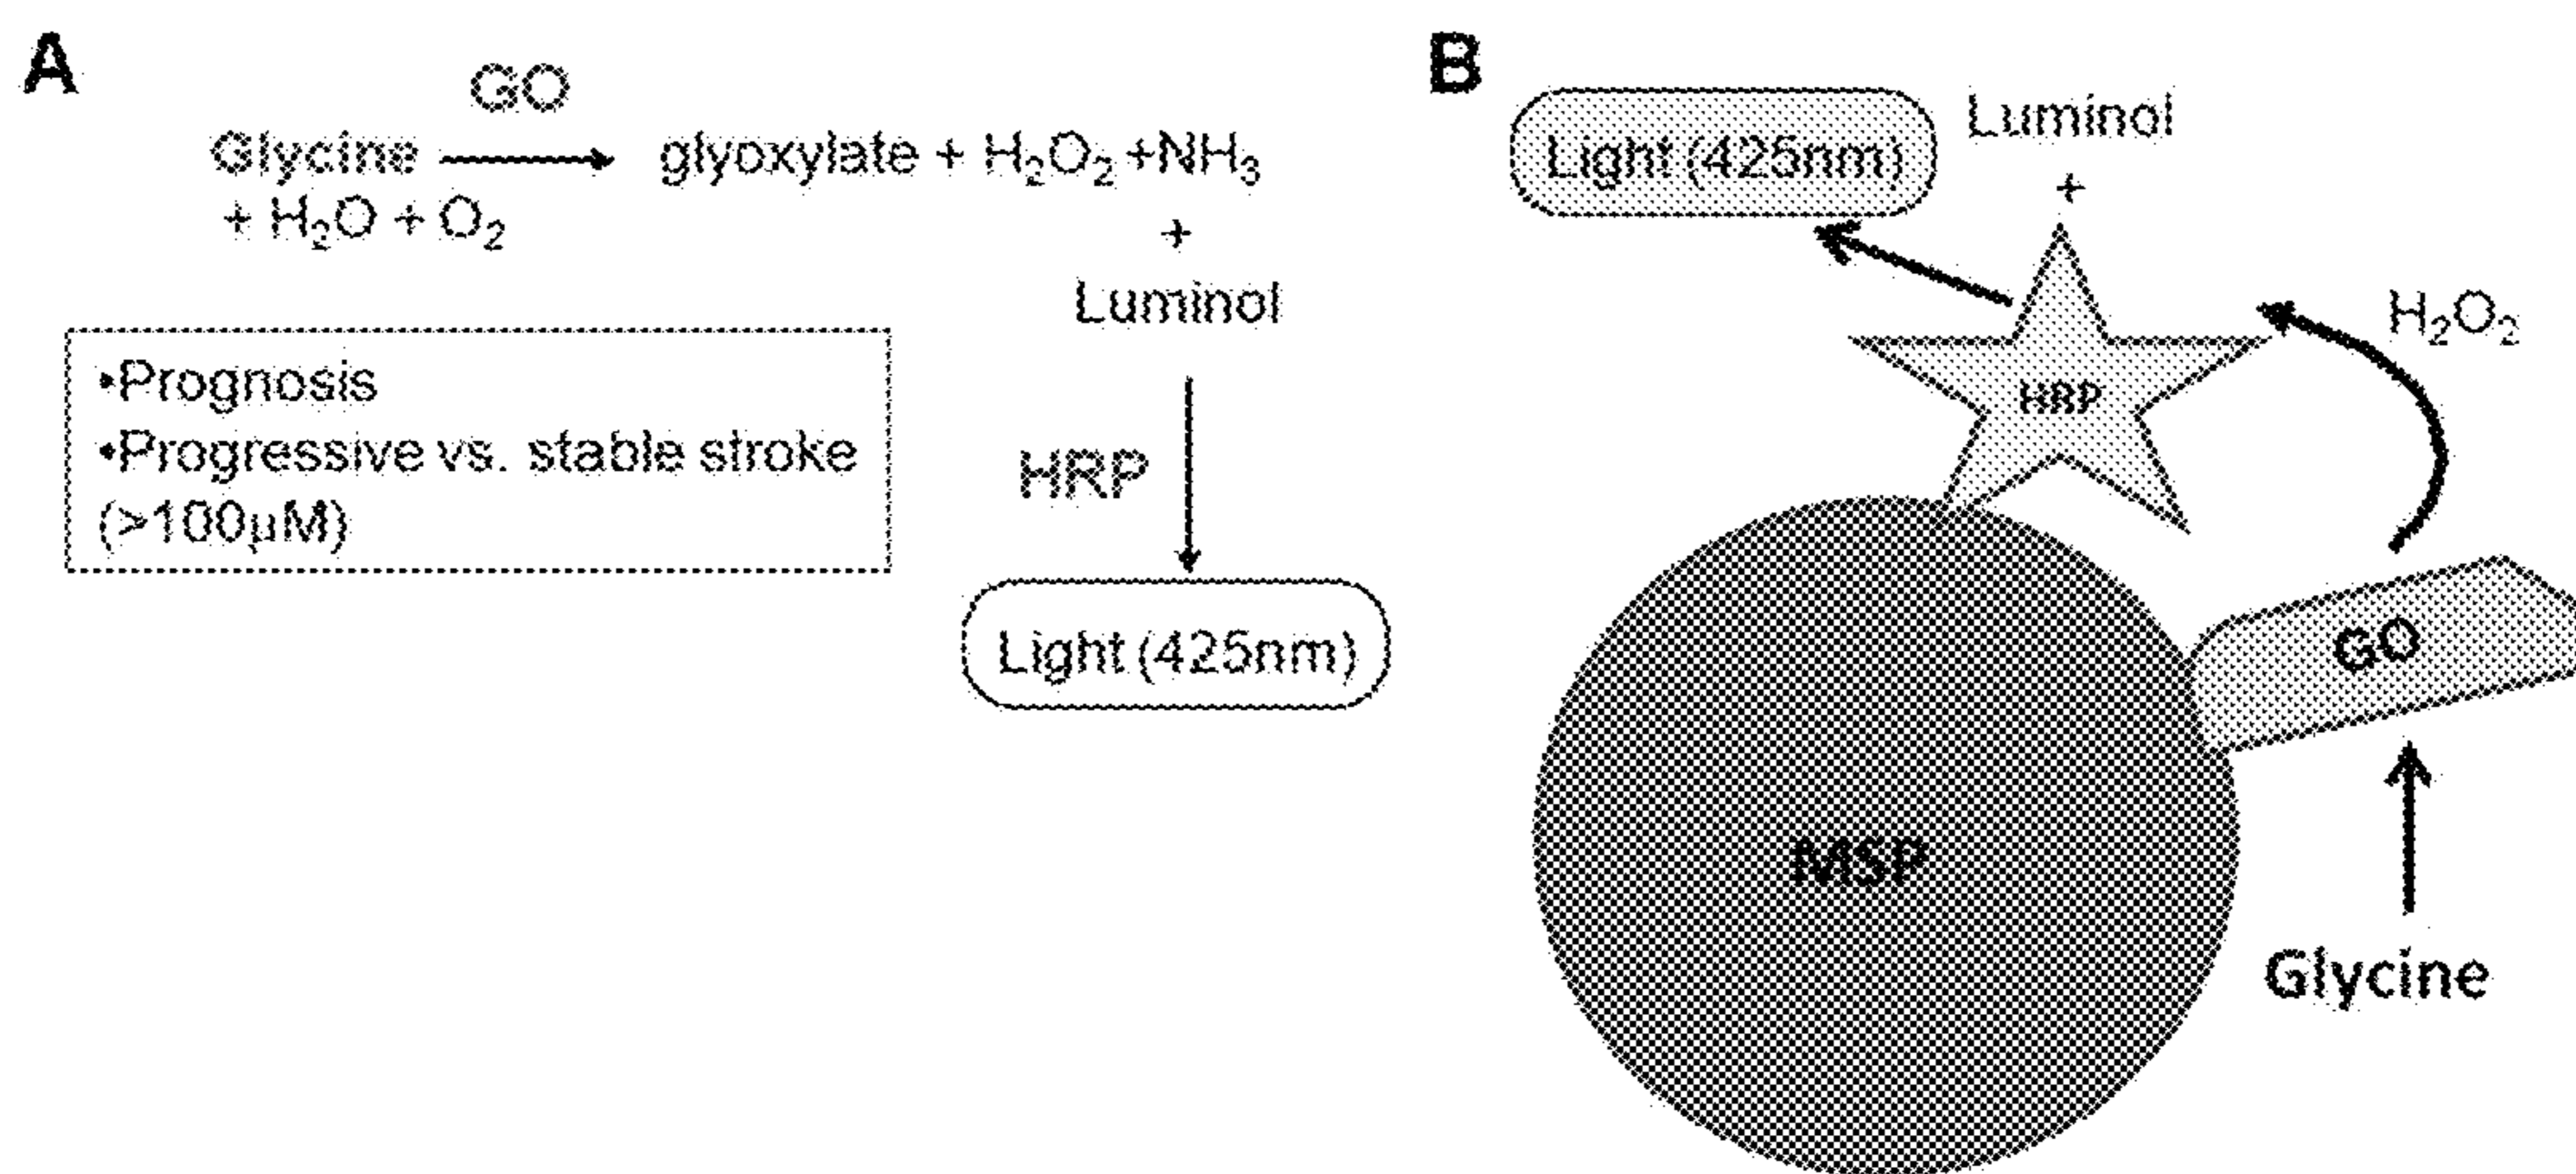 A
GO
Glycine → glyoxylate + H₂O₂ +NH₃
+ H₂O + O₂
+
Luminol
•Prognosis
•Progressive vs. stable stroke
(>100µM)
HRP
Light (425nm)
B
Light (425nm)
Luminol
+
H₂O₂
HRP
GO
MSP
Glycine